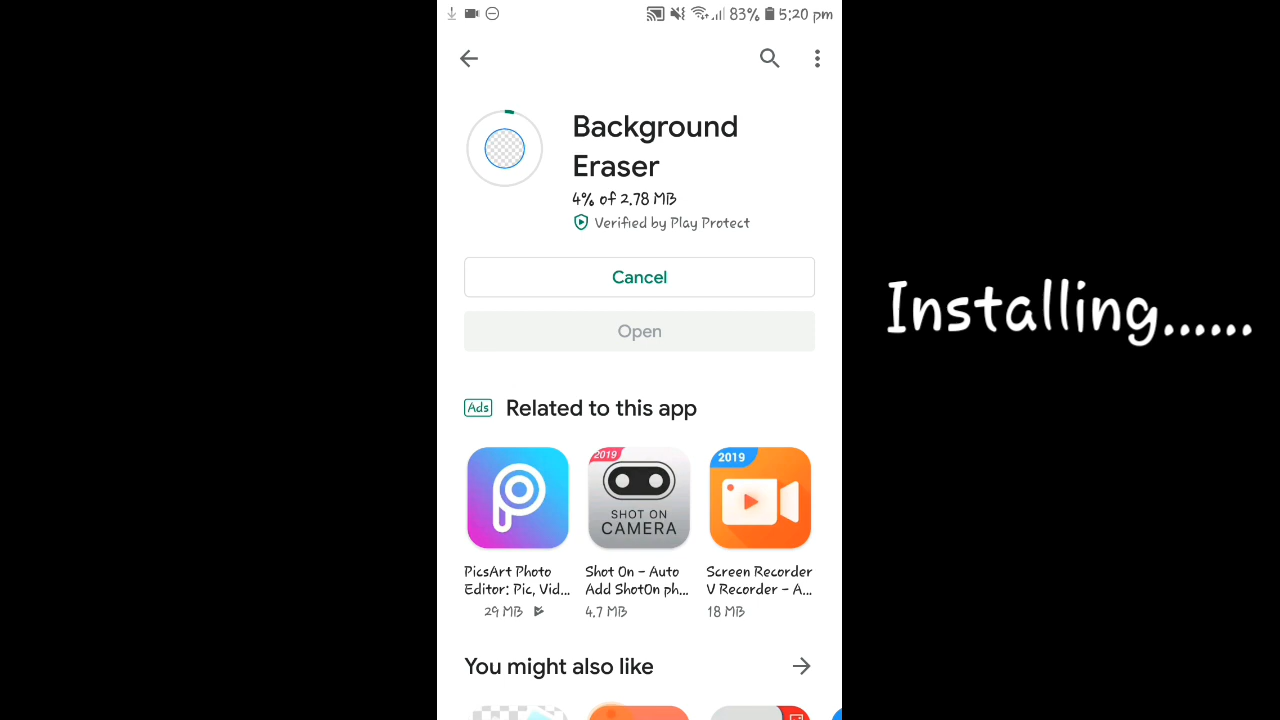 83% 5:20 pm
Background
Eraser
4% of 2.78 MB
Verified by Play Protect
Cancel
Open
Installing......
Ads Related to this app
2019
SHOT ON
CAMERA
2019
PicsArt Photo
Editor: Pic, Vid...
29 MB
Shot On - Auto
Add ShotOn ph...
4.7 MB
Screen Recorder
V Recorder - A...
18 MB
You might also like